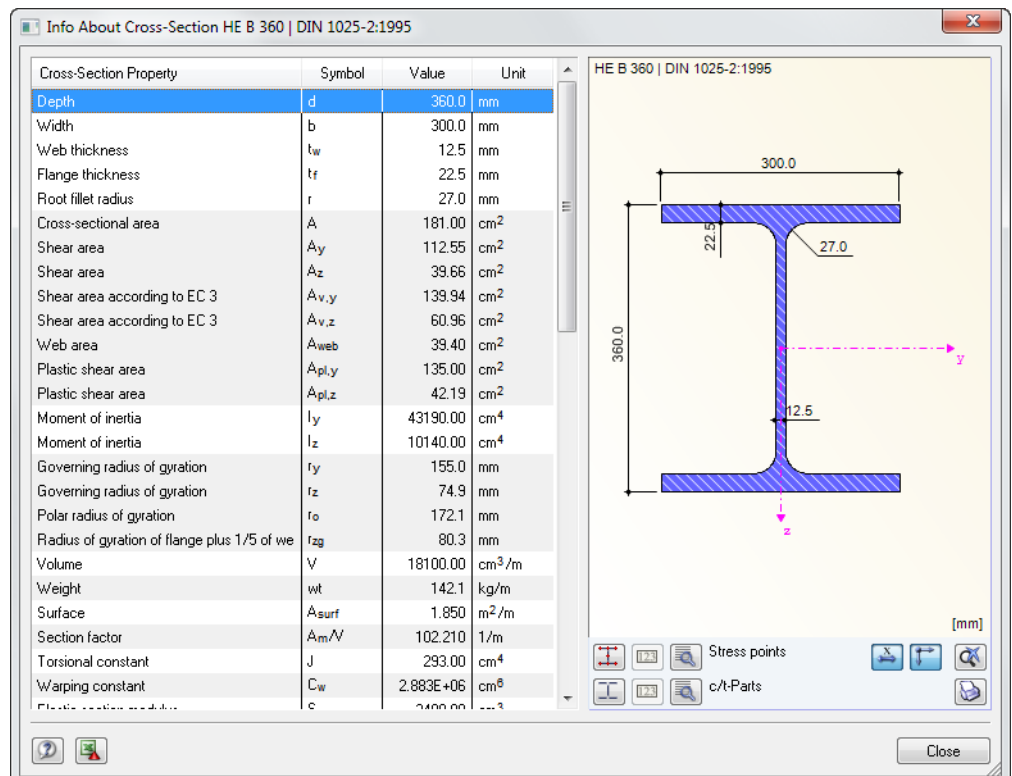 Info About Cross-Section HE B 360 | DIN 1025-2:1995
Cross-Section Property Symbol Value Unit
Depth d 360.0 mm
Width b 300.0 mm
Web thickness tw 12.5 mm
Flange thickness tf 22.5 mm
Root fillet radius r 27.0 mm
Cross-sectional area A 181.00 cm2
Shear area Ay 112.55 cm2
Shear area Az 39.66 cm2
Shear area according to EC 3 Av,y 139.94 cm2
Shear area according to EC 3 Av,z 60.96 cm2
Web area Aweb 39.40 cm2
Plastic shear area Apl,y 135.00 cm2
Plastic shear area Apl,z 42.19 cm2
Moment of inertia Iy 43190.00 cm4
Moment of inertia Iz 10140.00 cm4
Governing radius of gyration ry 155.0 mm
Governing radius of gyration rz 74.9 mm
Polar radius of gyration ro 172.1 mm
Radius of gyration of flange plus 1/5 of we rzg 80.3 mm
Volume V 18100.00 cm3/m
Weight wt 142.1 kg/m
Surface Asurf 1.850 m2/m
Section factor Am/V 102.210 1/m
Torsional constant J 293.00 cm4
Warping constant Cw 2.883E+06 cm6
HE B 360 | DIN 1025-2:1995
300.0
22.5
27.0
360.0
y
12.5
z
[mm]
123 Stress points x
123 c/t-Parts
Close